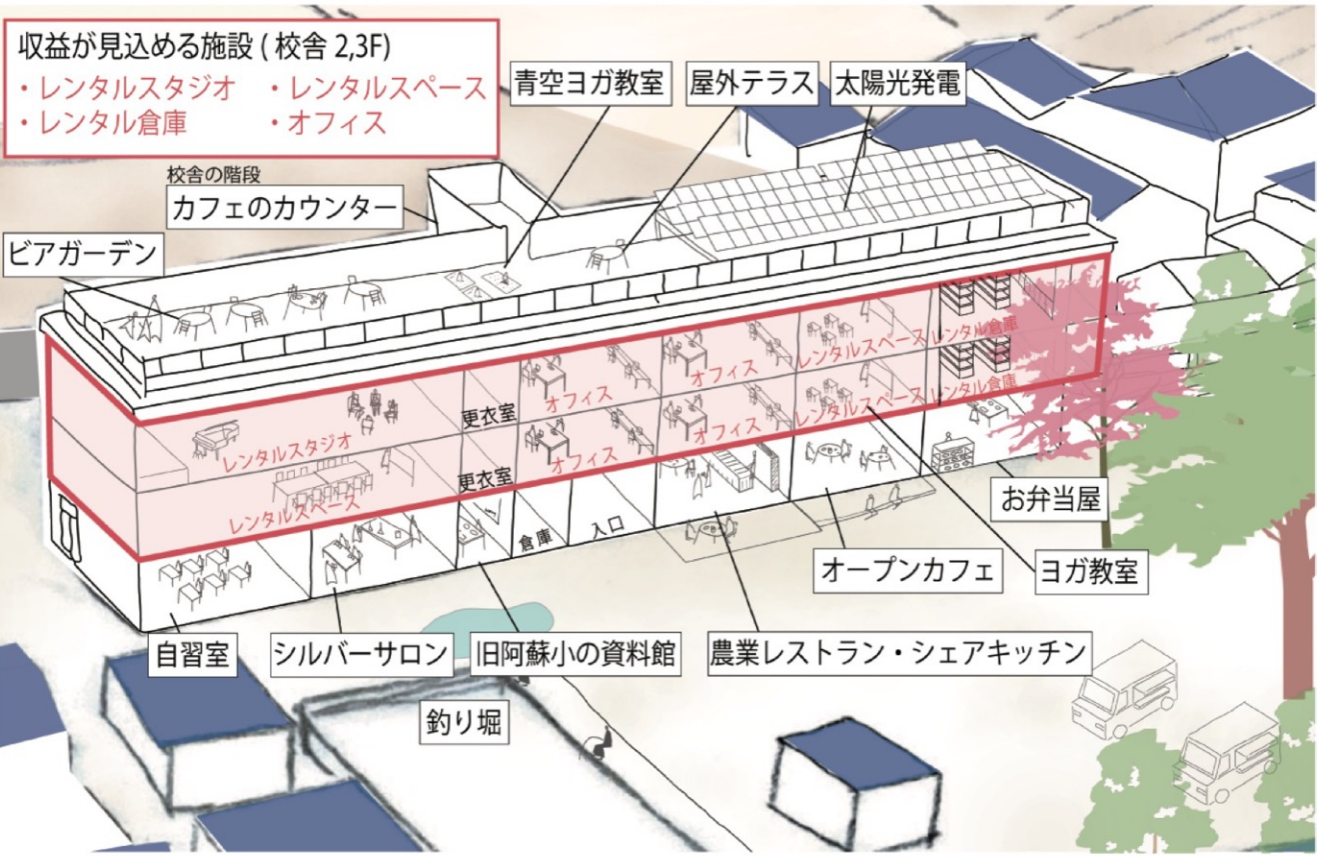 収益が見込める施設 ( 校舎 2,3F)
・レンタルスタジオ ・レンタルスペース
・レンタル倉庫 ・オフィス
青空ヨガ教室
屋外テラス
太陽光発電
校舎の階段
カフェのカウンター
ビアガーデン
レンタルスタジオ
更衣室
オフィス
オフィス
レンタルスペース
レンタル倉庫
レンタルスペース
更衣室
オフィス
オフィス
レンタルスペース
レンタル倉庫
倉庫
入口
お弁当屋
オープンカフェ
ヨガ教室
自習室
シルバーサロン
旧阿蘇小の資料館
農業レストラン・シェアキッチン
釣り堀